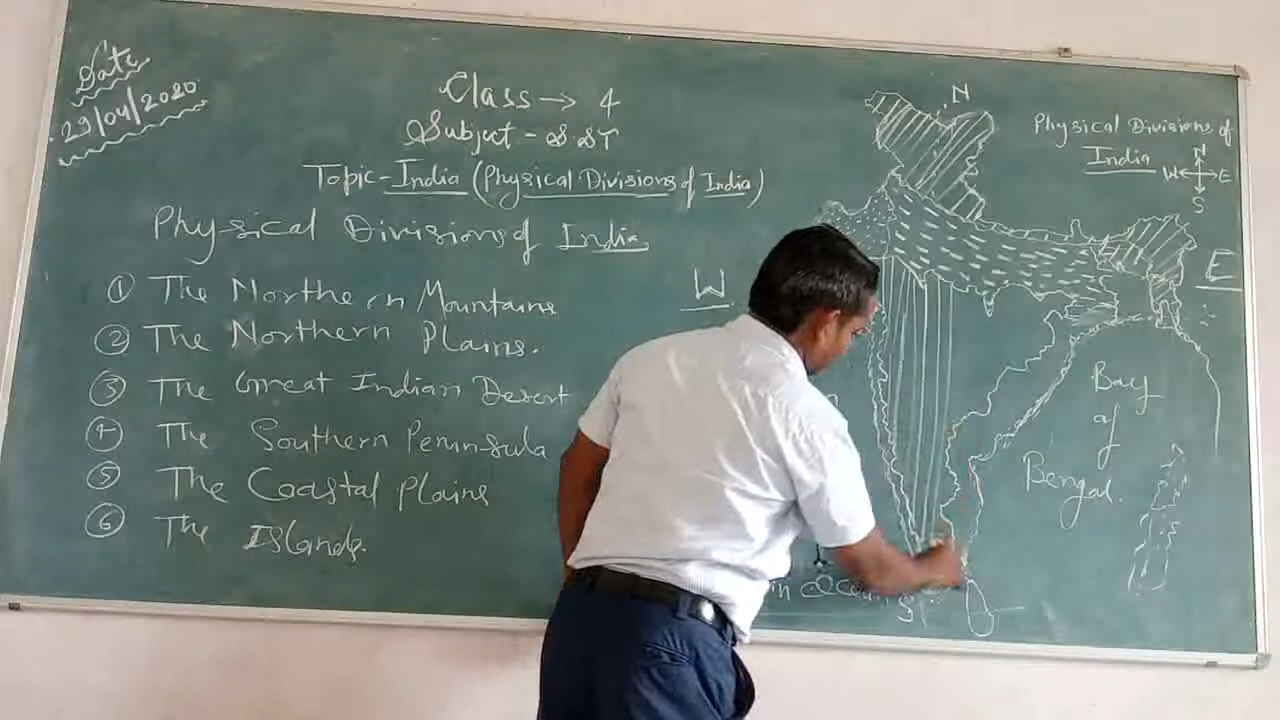 Date
29/04/2020
Class → 4
Subject - S.ST
Topic - India (Physical Divisions of India)
Physical Divisions of India
① The Northern Mountains
② The Northern Plains.
③ The Great Indian Desert
④ The Southern Peninsula
⑤ The Coastal Plains
⑥ The Islands.
N
Physical Divisions of
India
N
W E
S
W
E
Bay
of
Bengal.
S